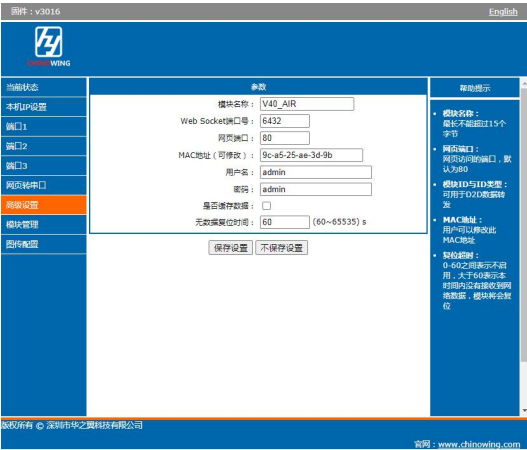 固件：v3016
English
CHINOWING
当前状态
本机IP设置
端口1
端口2
端口3
网页转串口
高级设置
模块管理
图传配置
参数
模块名称： V40_AIR
Web Socket端口号： 6432
网页端口： 80
MAC地址（可修改）： 9c-a5-25-ae-3d-9b
用户名： admin
密码： admin
是否缓存数据：
无数据复位时间： 60 (60~65535) s
保存设置 不保存设置
帮助提示
• 模块名称：
最长不能超过15个
字节
• 网页端口：
网页访问的端口，默
认为80
• 模块ID与ID类型：
可用于D2D数据转
发
• MAC地址：
用户可以修改此
MAC地址
• 复位超时：
0-60之间表示不启
用，大于60表示本
时间内没有接收到网
络数据，模块将会复
位
版权所有 © 深圳市华之翼科技有限公司
官网：www.chinowing.com